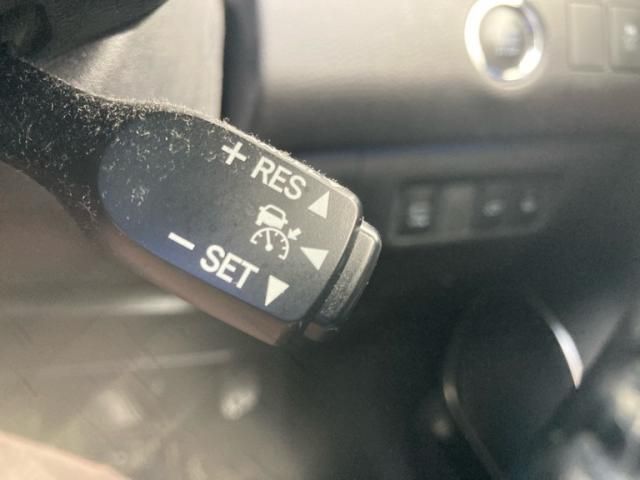 + RES
- SET